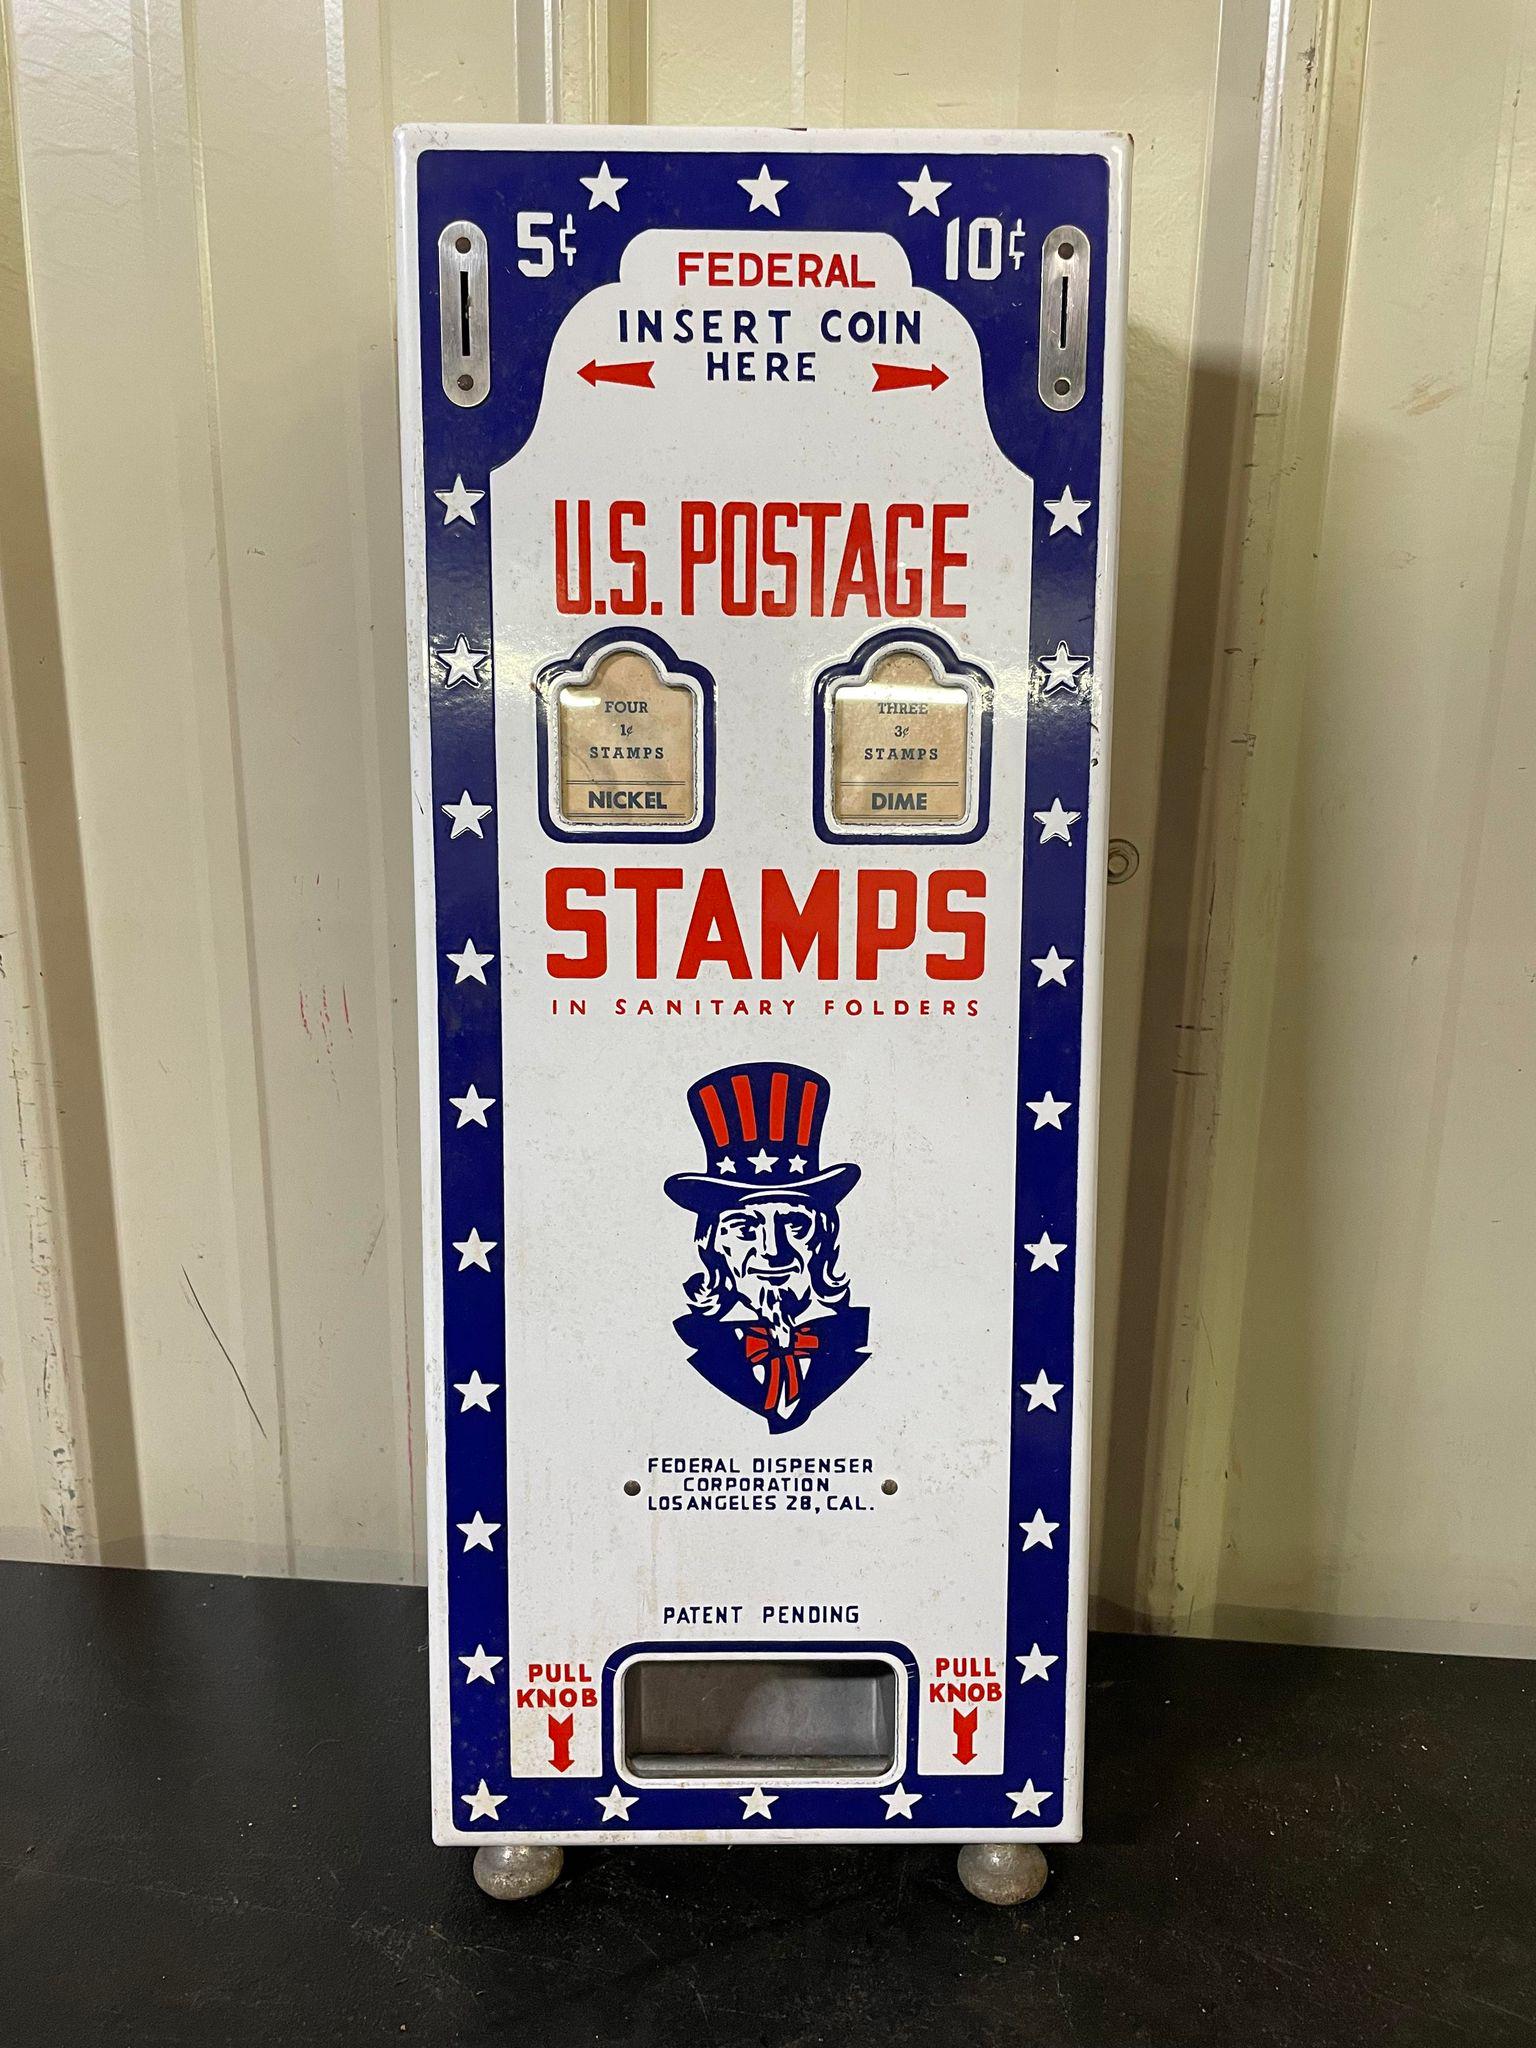 5¢ 10¢
FEDERAL
INSERT COIN
HERE
U.S. POSTAGE
FOUR
1¢
STAMPS
NICKEL
THREE
3¢
STAMPS
DIME
STAMPS
IN SANITARY FOLDERS
FEDERAL DISPENSER
CORPORATION
LOS ANGELES 28, CAL.
PATENT PENDING
PULL
KNOB
PULL
KNOB